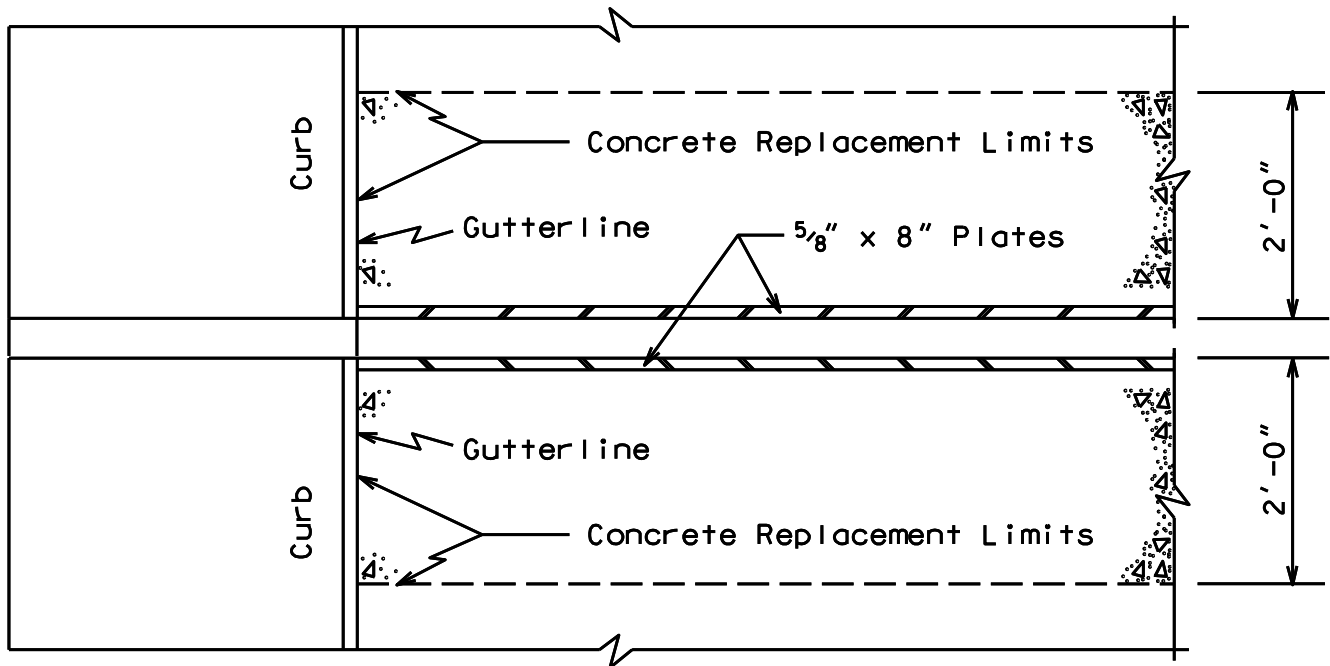 Curb
Concrete Replacement Limits
Gutterline
5/8" x 8" Plates
2'-0"
Curb
Gutterline
Concrete Replacement Limits
2'-0"